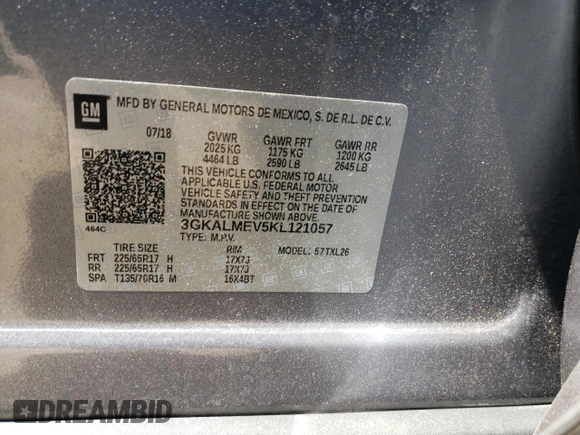 GM
MFD BY GENERAL MOTORS DE MEXICO, S. DE R.L. DE C.V.
07/18 GVWR GAWR FRT GAWR RR
2025 KG 1175 KG 1200 KG
4464 LB 2590 LB 2645 LB
THIS VEHICLE CONFORMS TO ALL
APPLICABLE U.S. FEDERAL MOTOR
VEHICLE SAFETY AND THEFT PREVENTION
STANDARDS IN EFFECT ON THE DATE OF
MANUFACTURE SHOWN ABOVE.
464C 3GKALMEV5KL121057
TYPE: M.P.V. MODEL: 57TXL26
TIRE SIZE RIM
FRT 225/65R17 H 17X7J
RR 225/65R17 H 17X7J
SPA T135/70R16 M 16X4BT
DREAMBID